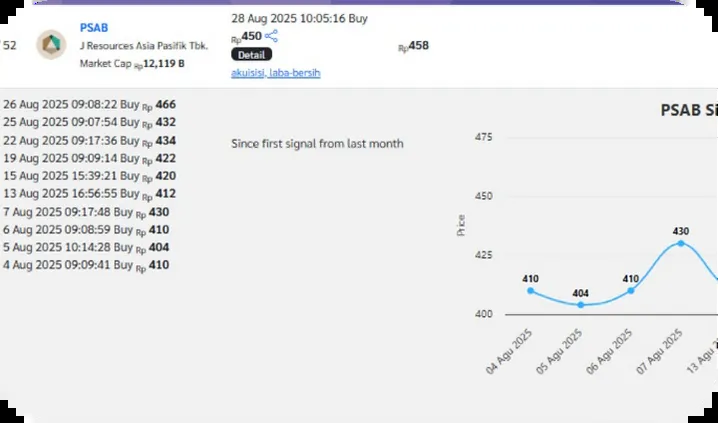 52
PSAB
J Resources Asia Pasifik Tbk.
Market Cap Rp12,119 B
28 Aug 2025 10:05:16 Buy
Rp450
Detail
akuisisi, laba-bersih
Rp458
26 Aug 2025 09:08:22 Buy Rp 466
25 Aug 2025 09:07:54 Buy Rp 432
22 Aug 2025 09:17:36 Buy Rp 434
19 Aug 2025 09:09:14 Buy Rp 422
15 Aug 2025 15:39:21 Buy Rp 420
13 Aug 2025 16:56:55 Buy Rp 412
7 Aug 2025 09:17:48 Buy Rp 430
6 Aug 2025 09:08:59 Buy Rp 410
5 Aug 2025 10:14:28 Buy Rp 404
4 Aug 2025 09:09:41 Buy Rp 410
Since first signal from last month
PSAB Si
Price
475
450
425
400
410
404
410
430
04 Agu 2025
05 Agu 2025
06 Agu 2025
07 Agu 2025
13 Agu 2